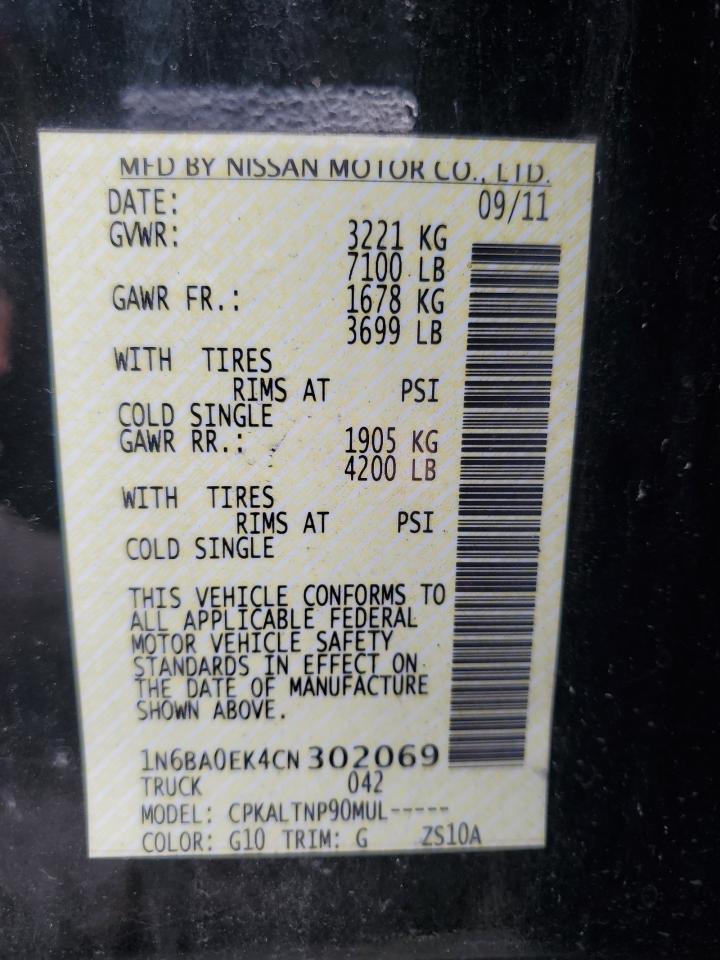 MFD BY NISSAN MOTOR CO., LTD.
DATE: 09/11
GVWR: 3221 KG
7100 LB
GAWR FR.: 1678 KG
3699 LB
WITH TIRES
RIMS AT PSI
COLD SINGLE
GAWR RR.: 1905 KG
4200 LB
WITH TIRES
RIMS AT PSI
COLD SINGLE
THIS VEHICLE CONFORMS TO
ALL APPLICABLE FEDERAL
MOTOR VEHICLE SAFETY
STANDARDS IN EFFECT ON
THE DATE OF MANUFACTURE
SHOWN ABOVE.
1N6BA0EK4CN 302069
TRUCK 042
MODEL: CPKALTNP90MUL-----
COLOR: G10 TRIM: G ZS10A